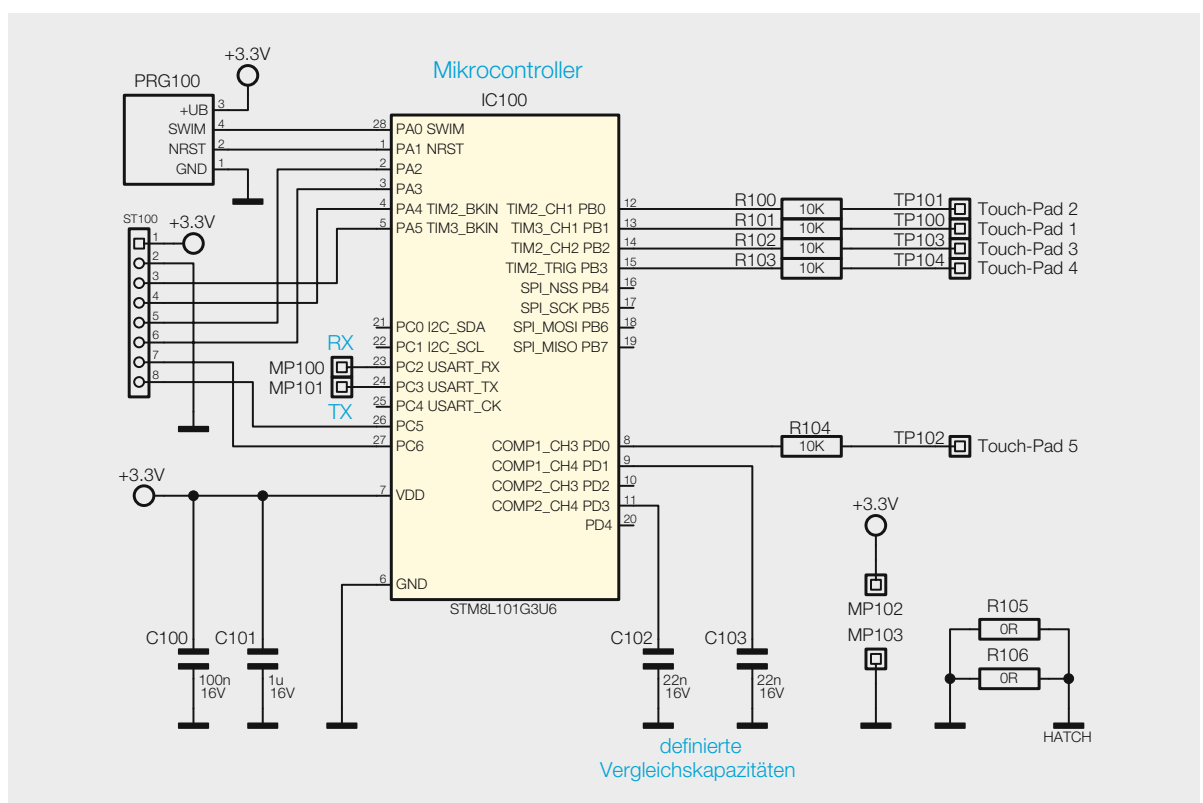 +3.3V
Mikrocontroller
PRG100
IC100
+UB 3
SWIM 4
NRST 2
GND 1
28 PA0 SWIM
1 PA1 NRST
2 PA2
3 PA3
4 PA4 TIM2_BKIN
5 PA5 TIM3_BKIN
TIM2_CH1 PB0 12
TIM3_CH1 PB1 13
TIM2_CH2 PB2 14
TIM2_TRIG PB3 15
SPI_NSS PB4 16
SPI_SCK PB5 17
SPI_MOSI PB6 18
SPI_MISO PB7 19
R100 10K TP101 Touch-Pad 2
R101 10K TP100 Touch-Pad 1
R102 10K TP103 Touch-Pad 3
R103 10K TP104 Touch-Pad 4
ST100
+3.3V
1
2
3
4
5
6
7
8
21 PC0 I2C_SDA
22 PC1 I2C_SCL
RX
MP100 23 PC2 USART_RX
MP101 24 PC3 USART_TX
TX
25 PC4 USART_CK
26 PC5
27 PC6
COMP1_CH3 PD0 8
COMP1_CH4 PD1 9
COMP2_CH3 PD2 10
COMP2_CH4 PD3 11
PD4 20
R104 10K TP102 Touch-Pad 5
+3.3V
7 VDD
6 GND
STM8L101G3U6
+3.3V
MP102
MP103
C100
100n
16V
C101
1u
16V
C102
22n
16V
C103
22n
16V
R105
0R
R106
0R
HATCH
definierte
Vergleichskapazitäten